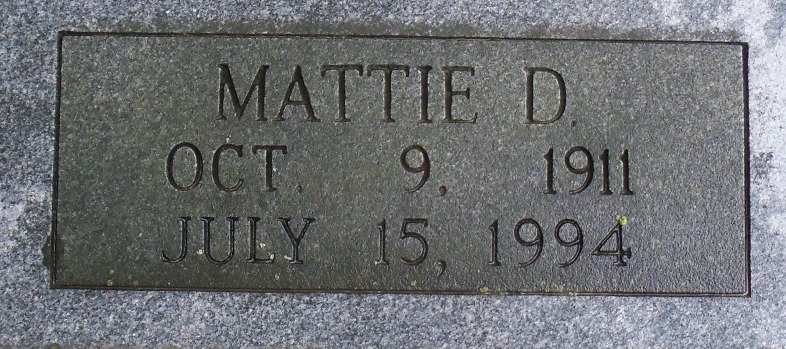 MATTIE D.
OCT. 9, 1911
JULY 15, 1994